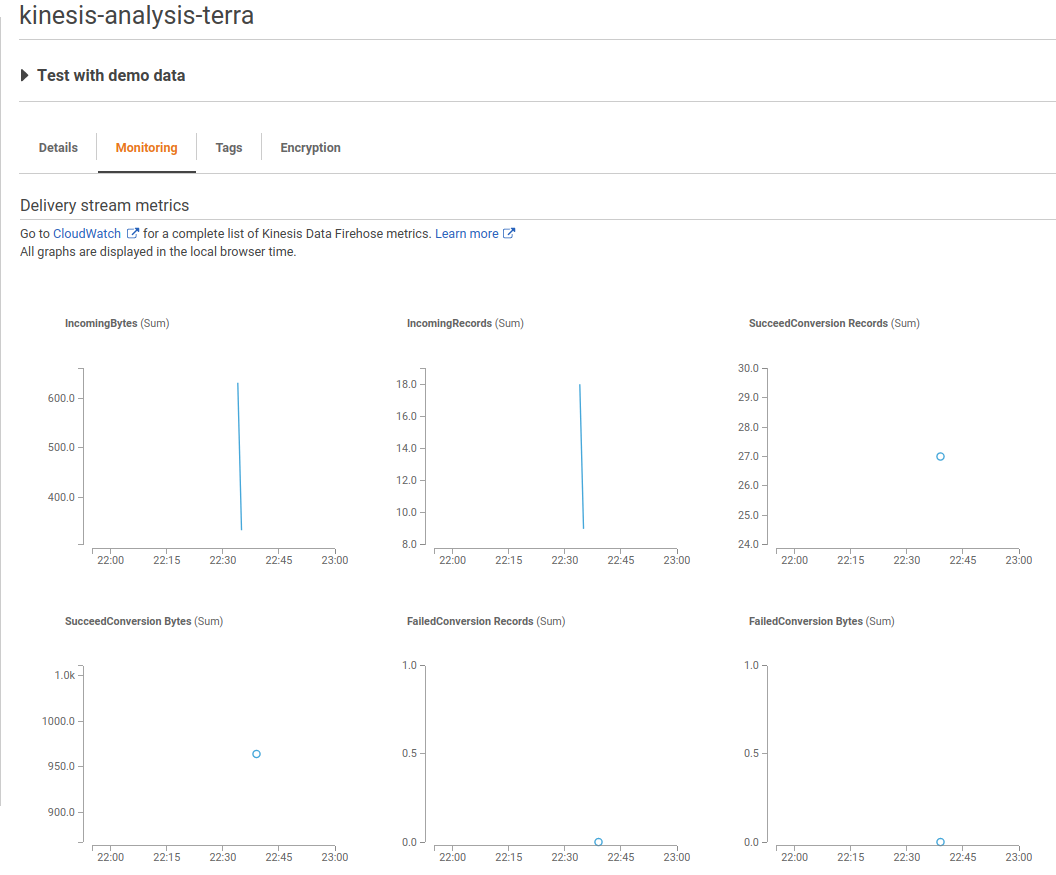 kinesis-analysis-terra
Test with demo data
Details Monitoring Tags Encryption
Delivery stream metrics
Go to CloudWatch for a complete list of Kinesis Data Firehose metrics. Learn more
All graphs are displayed in the local browser time.
IncomingBytes (Sum)
600.0
500.0
400.0
22:00 22:15 22:30 22:45 23:00
IncomingRecords (Sum)
18.0
16.0
14.0
12.0
10.0
8.0
22:00 22:15 22:30 22:45 23:00
SucceedConversion Records (Sum)
30.0
29.0
28.0
27.0
26.0
25.0
24.0
22:00 22:15 22:30 22:45 23:00
SucceedConversion Bytes (Sum)
1.0k
1000.0
950.0
900.0
22:00 22:15 22:30 22:45 23:00
FailedConversion Records (Sum)
1.0
0.5
0.0
22:00 22:15 22:30 22:45 23:00
FailedConversion Bytes (Sum)
1.0
0.5
0.0
22:00 22:15 22:30 22:45 23:00